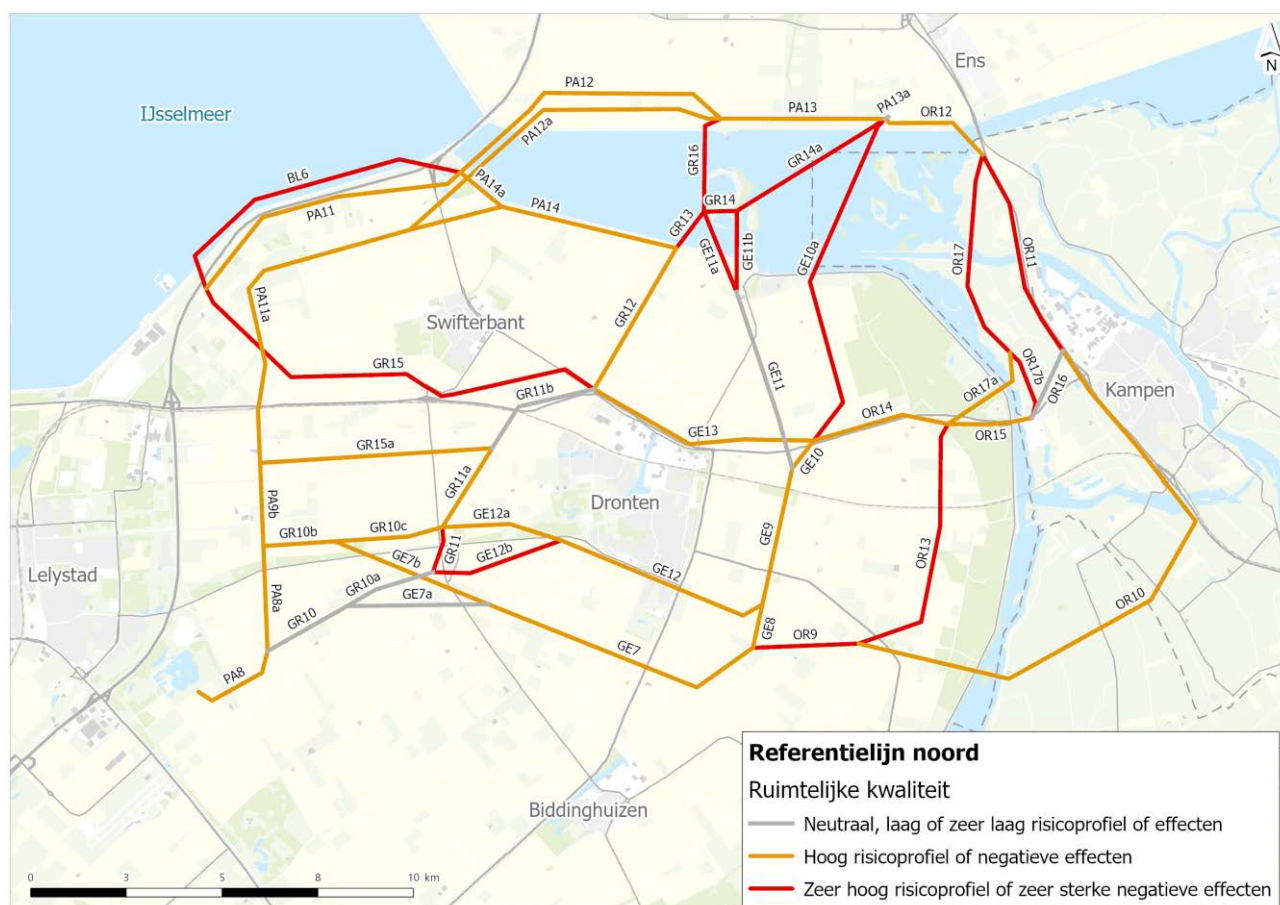 Ens
PA12
PA13
PA13a
OR12
IJsselmeer
PA12a
GR16
GR14a
BL6
PA14a
PA11
PA14
GR14
GR13
GE11a
GE11b
GE10a
OR17
OR11
PA11a
Swifterbant
GR12
GR15
GR11b
GE11
OR17a
OR17b
OR16
Kampen
OR14
GE13
OR15
GE10
GR15a
GR11a
PA9b
Dronten
GE9
GR10b
GR10c
GE12a
GR11
GE12b
GE7b
OR13
Lelystad
PA8a
GR10a
GE12
GR10
GE7a
GE8
OR10
GE7
OR9
PA8
N
Biddinghuizen
Referentielijn noord
Ruimtelijke kwaliteit
Neutraal, laag of zeer laag risicoprofiel of effecten
Hoog risicoprofiel of negatieve effecten
Zeer hoog risicoprofiel of zeer sterke negatieve effecten
0 3 5 8 10 km